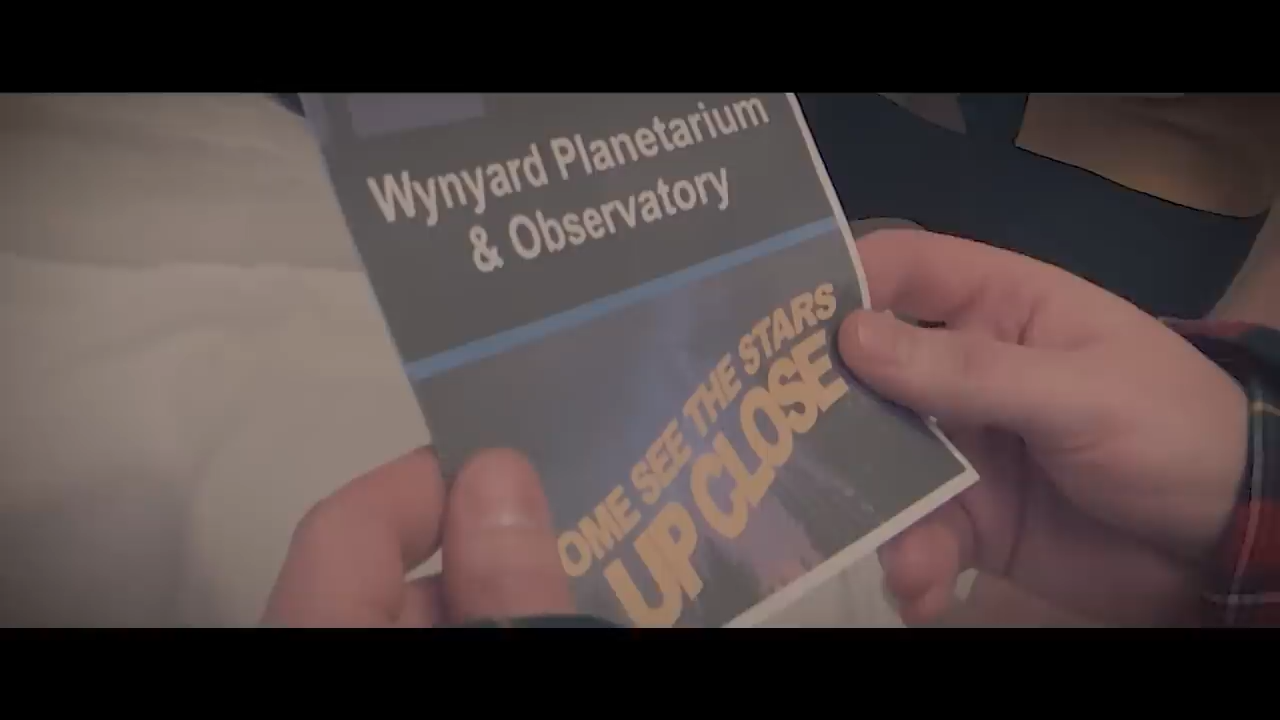 Wynyard Planetarium
& Observatory
OME SEE THE STARS
UP CLOSE